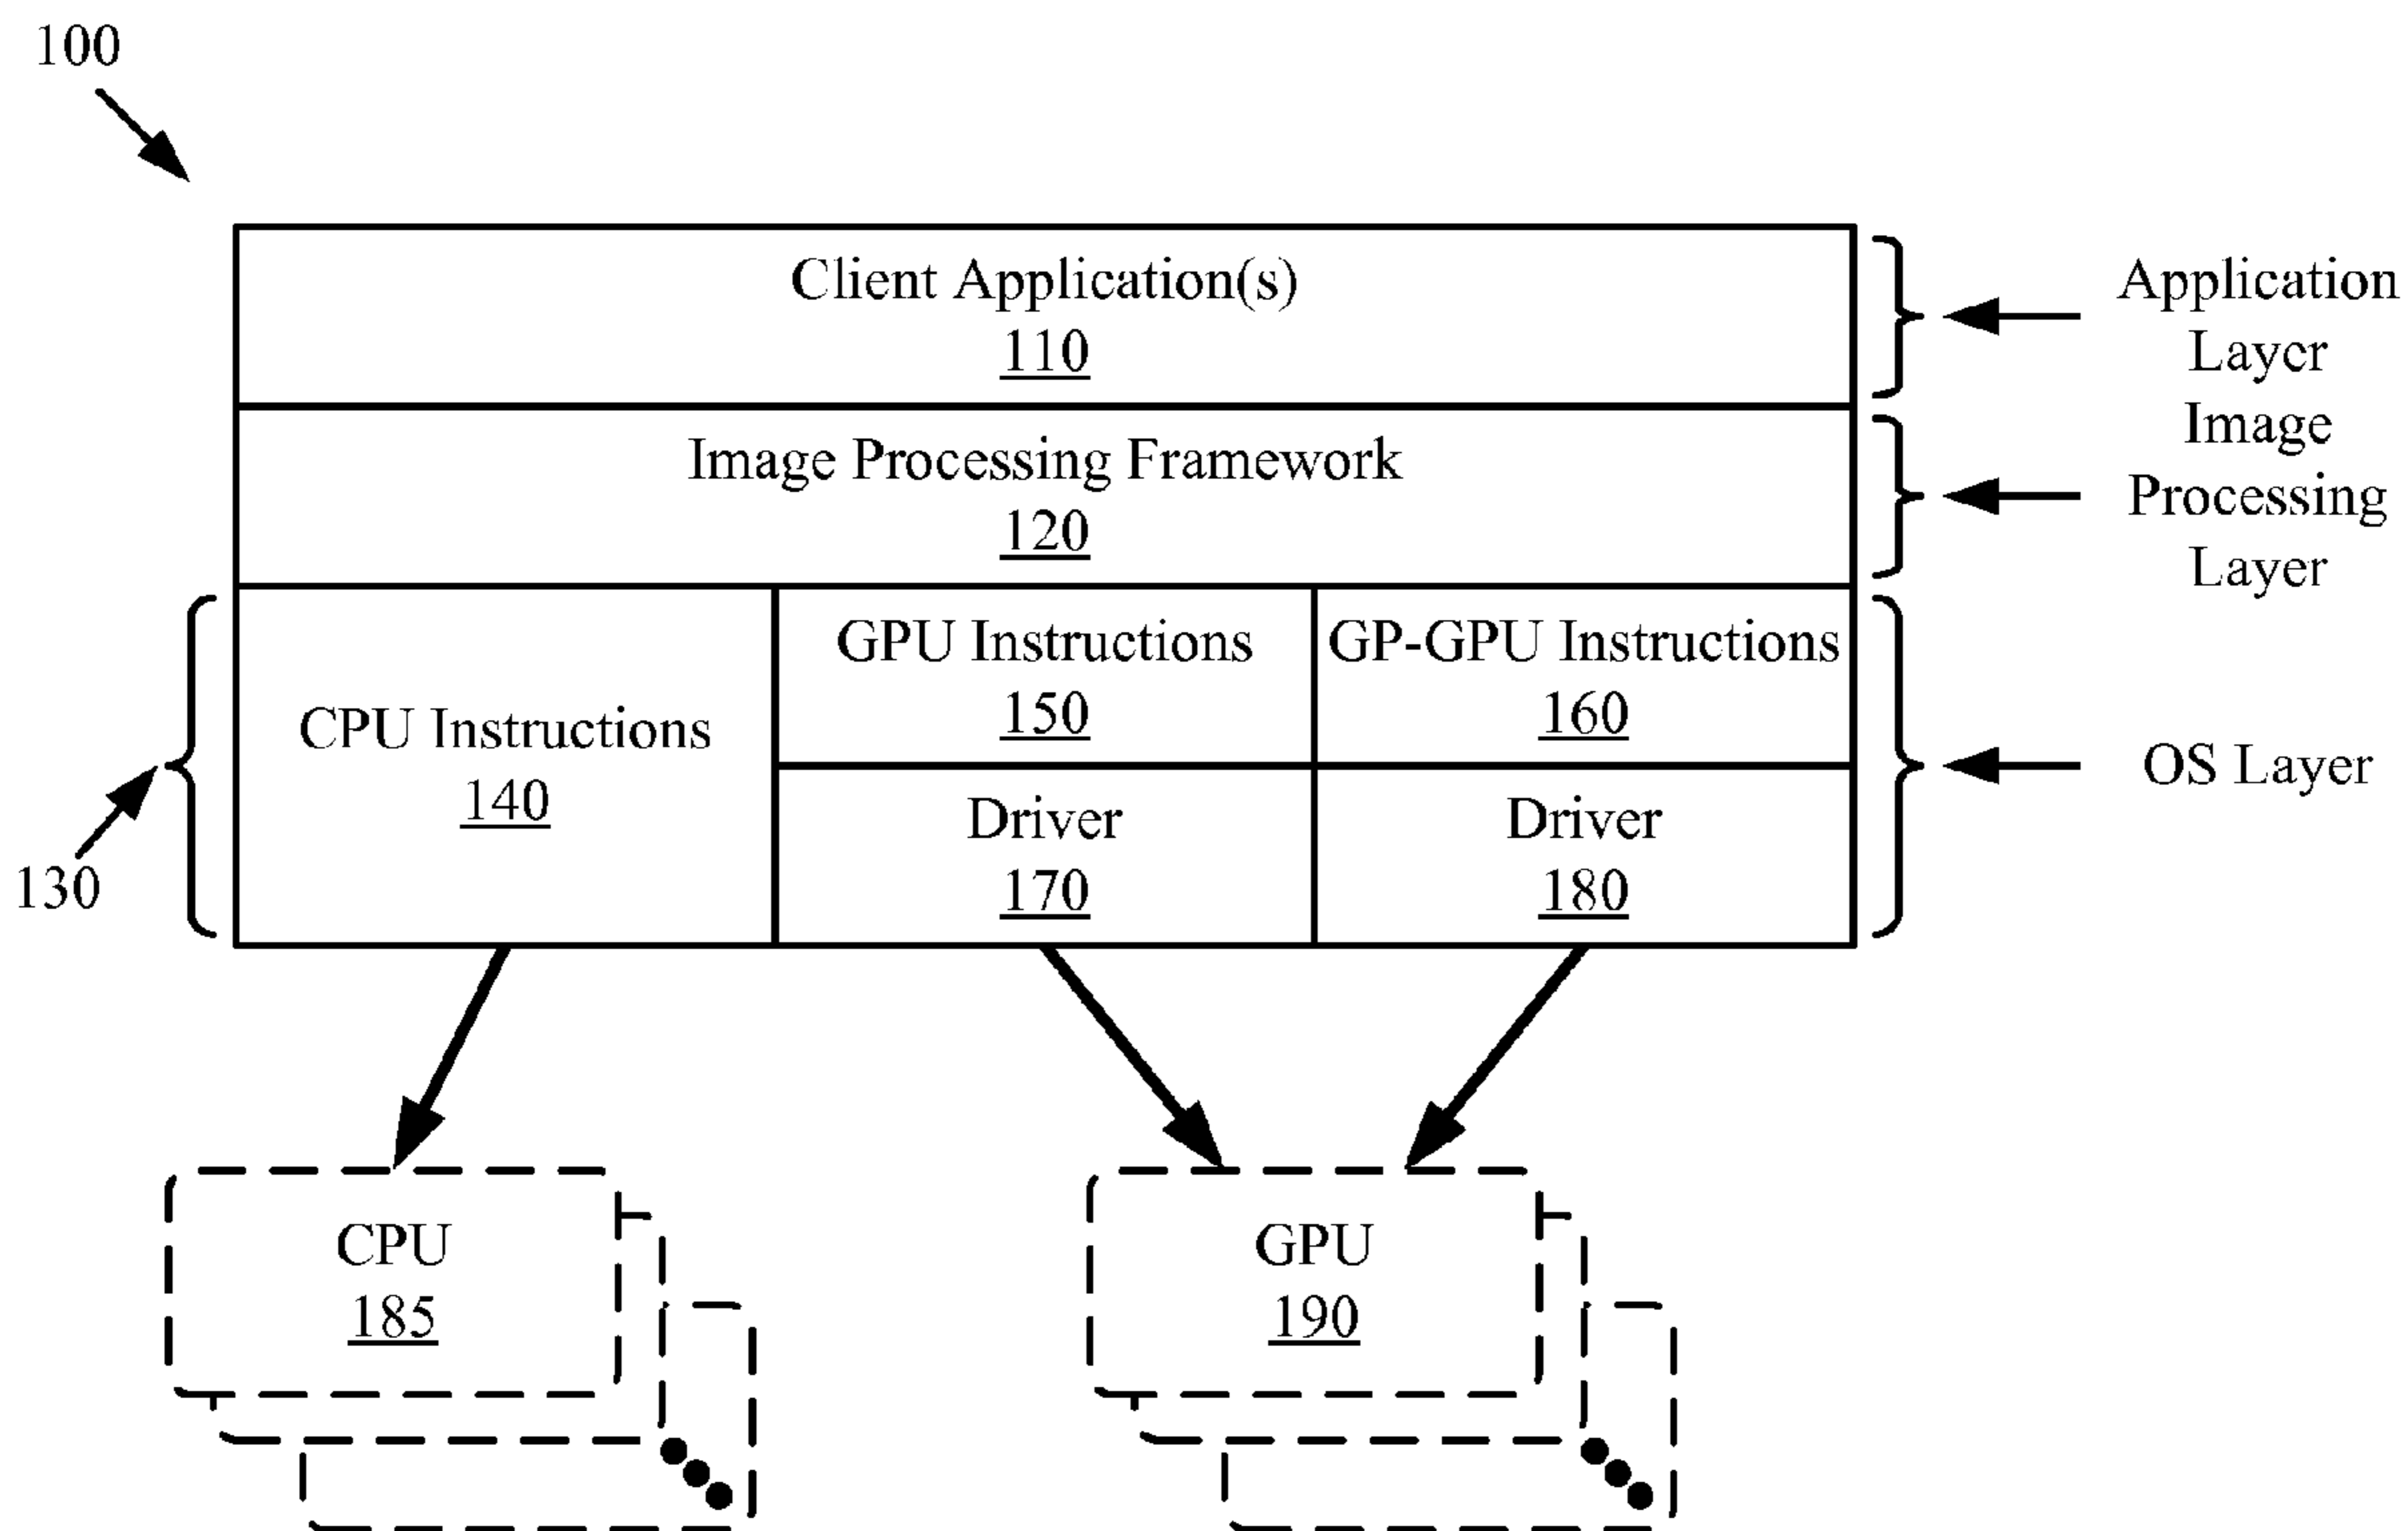 100
Client Application(s)
110
Application
Layer
Image Processing Framework
120
Image
Processing
Layer
CPU Instructions
140
GPU Instructions
150
GP-GPU Instructions
160
Driver
170
Driver
180
OS Layer
130
CPU
185
GPU
190